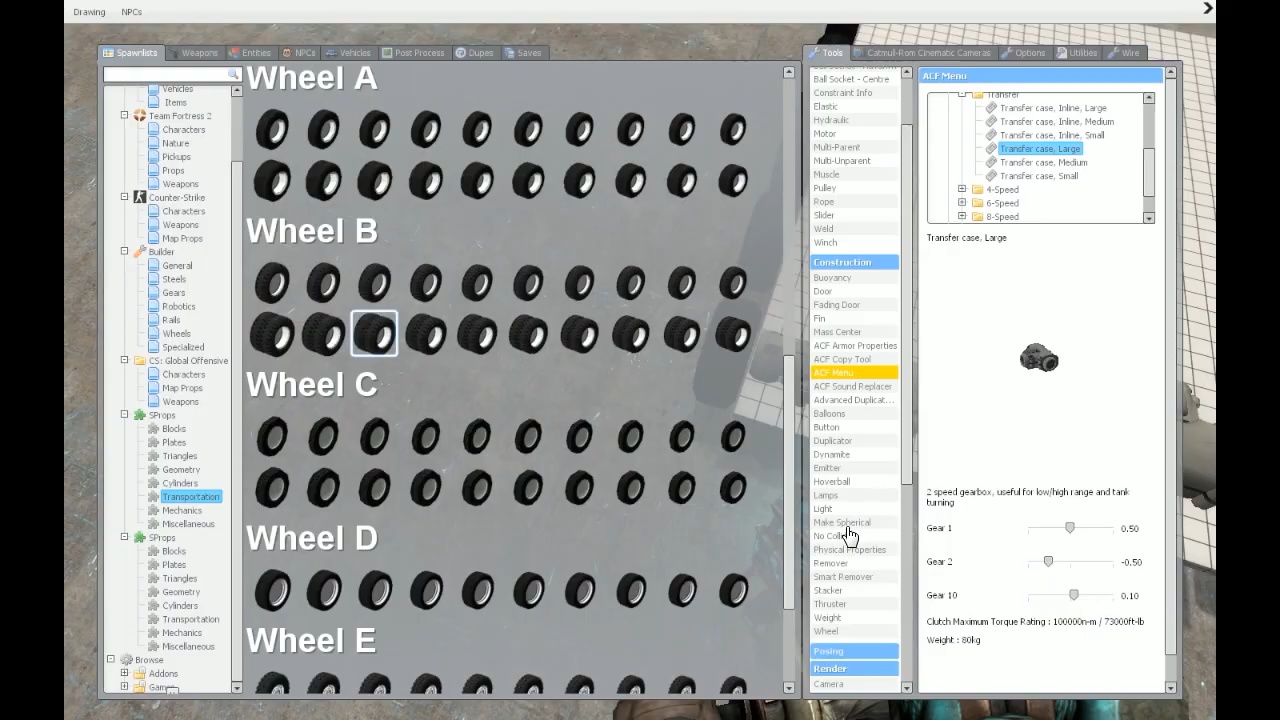 Drawing NPCs
Spawnlists Weapons Entities NPCs Vehicles Post Process Dupes Saves
Vehicles
Items
Team Fortress 2
Characters
Nature
Pickups
Props
Weapons
Counter-Strike
Characters
Weapons
Map Props
Builder
General
Steels
Gears
Robotics
Rails
Wheels
Specialized
CS: Global Offensive
Characters
Map Props
Weapons
SProps
Blocks
Plates
Triangles
Geometry
Cylinders
Transportation
Mechanics
Miscellaneous
SProps
Blocks
Plates
Triangles
Geometry
Cylinders
Transportation
Mechanics
Miscellaneous
Browse
Addons
Wheel A
Wheel B
Wheel C
Wheel D
Wheel E
Tools Catmull-Rom Cinematic Cameras Options Utilities Wire
Ball Socket - Centre
Constraint Info
Elastic
Hydraulic
Motor
Multi-Parent
Multi-Unparent
Muscle
Pulley
Rope
Slider
Weld
Winch
Construction
Buoyancy
Door
Fading Door
Fin
Mass Center
ACF Armor Properties
ACF Copy Tool
ACF Menu
ACF Sound Replacer
Advanced Duplicat...
Balloons
Button
Duplicator
Dynamite
Emitter
Hoverball
Lamps
Light
Make Spherical
No
Physical Properties
Remover
Smart Remover
Stacker
Thruster
Weight
Wheel
Posing
Render
Camera
ACF Menu
Transfer
Transfer case, Inline, Large
Transfer case, Inline, Medium
Transfer case, Inline, Small
Transfer case, Large
Transfer case, Medium
Transfer case, Small
4-Speed
6-Speed
8-Speed
Transfer case, Large
2 speed gearbox, useful for low/high range and tank
turning
Gear 1 0.50
Gear 2 -0.50
Gear 10 0.10
Clutch Maximum Torque Rating : 100000n-m / 73000ft-lb
Weight : 80kg